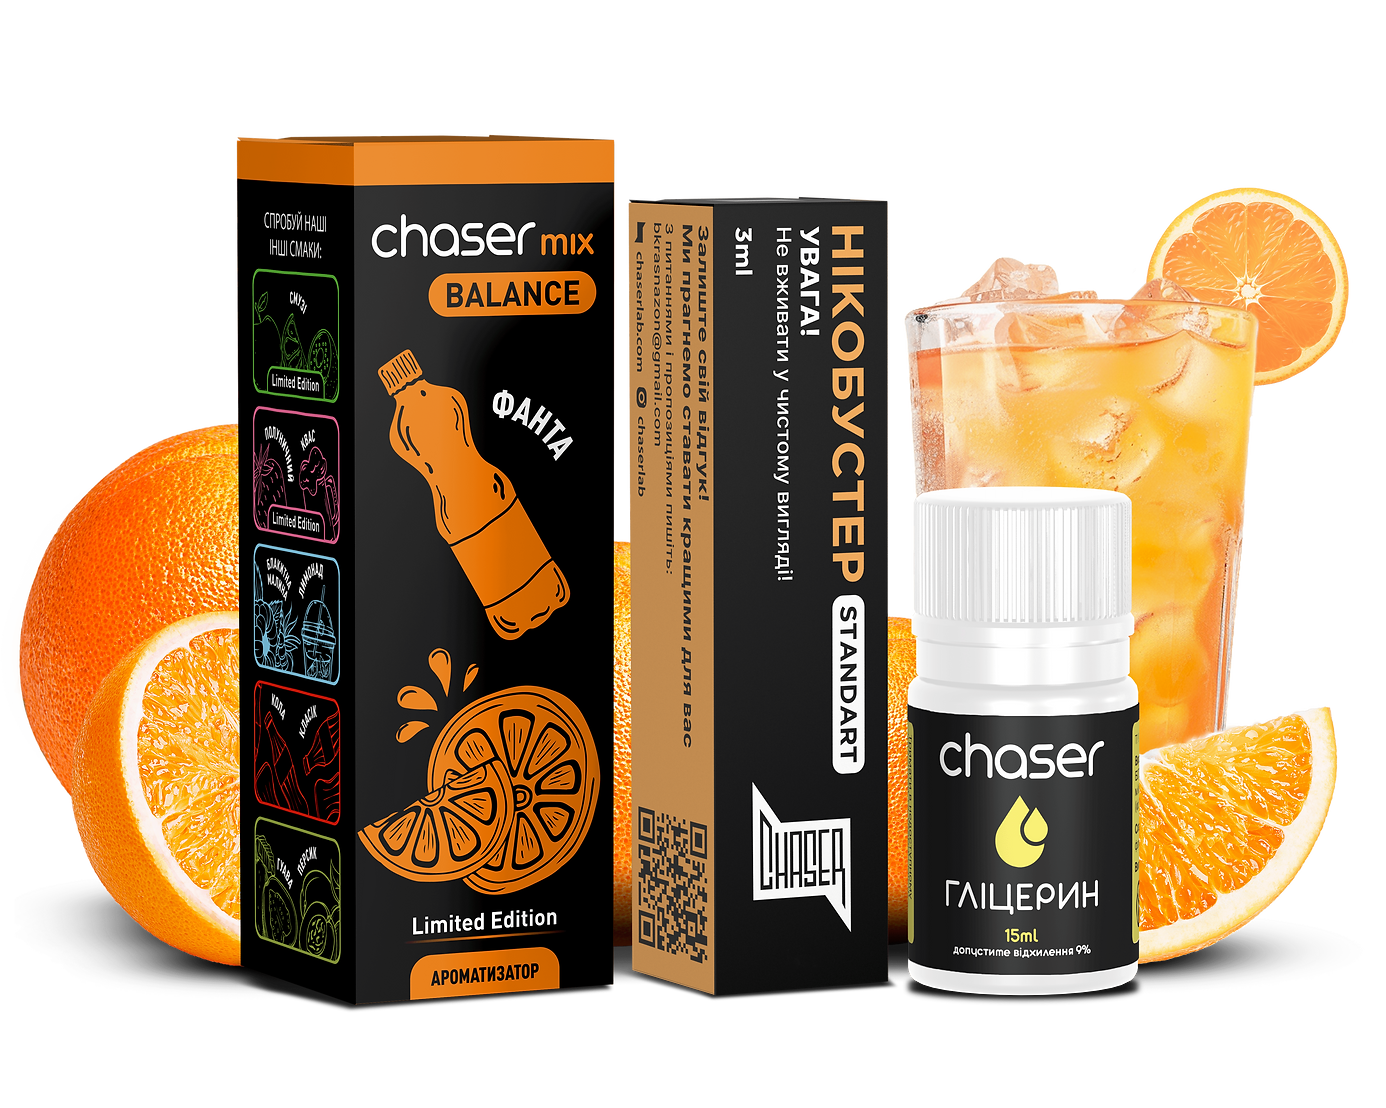 СПРОБУЙ НАШІ
ІНШІ СМАКИ:
СМУЗІ
Limited Edition
ПОЛУНИЧНИЙ
КВАС
Limited Edition
БЛАКИТНА
МАЛИНА
ЛИМОНАД
КОЛА
КЛАСІК
ГУАВА
ПЕРСИК
chaser mix
BALANCE
ФАНТА
Limited Edition
АРОМАТИЗАТОР
Залиште свій відгук!
Ми прагнемо ставати кращими для вас
З питаннями і пропозиціями пишіть:
bkrasnazon@gmail.com
chaserlab.com chaserlab
НІКОБУСТЕР STANDART
УВАГА!
Не вживати у чистому вигляді!
3ml
CHASER
chaser
ГЛІЦЕРИН
15ml
допустиме відхилення 9%